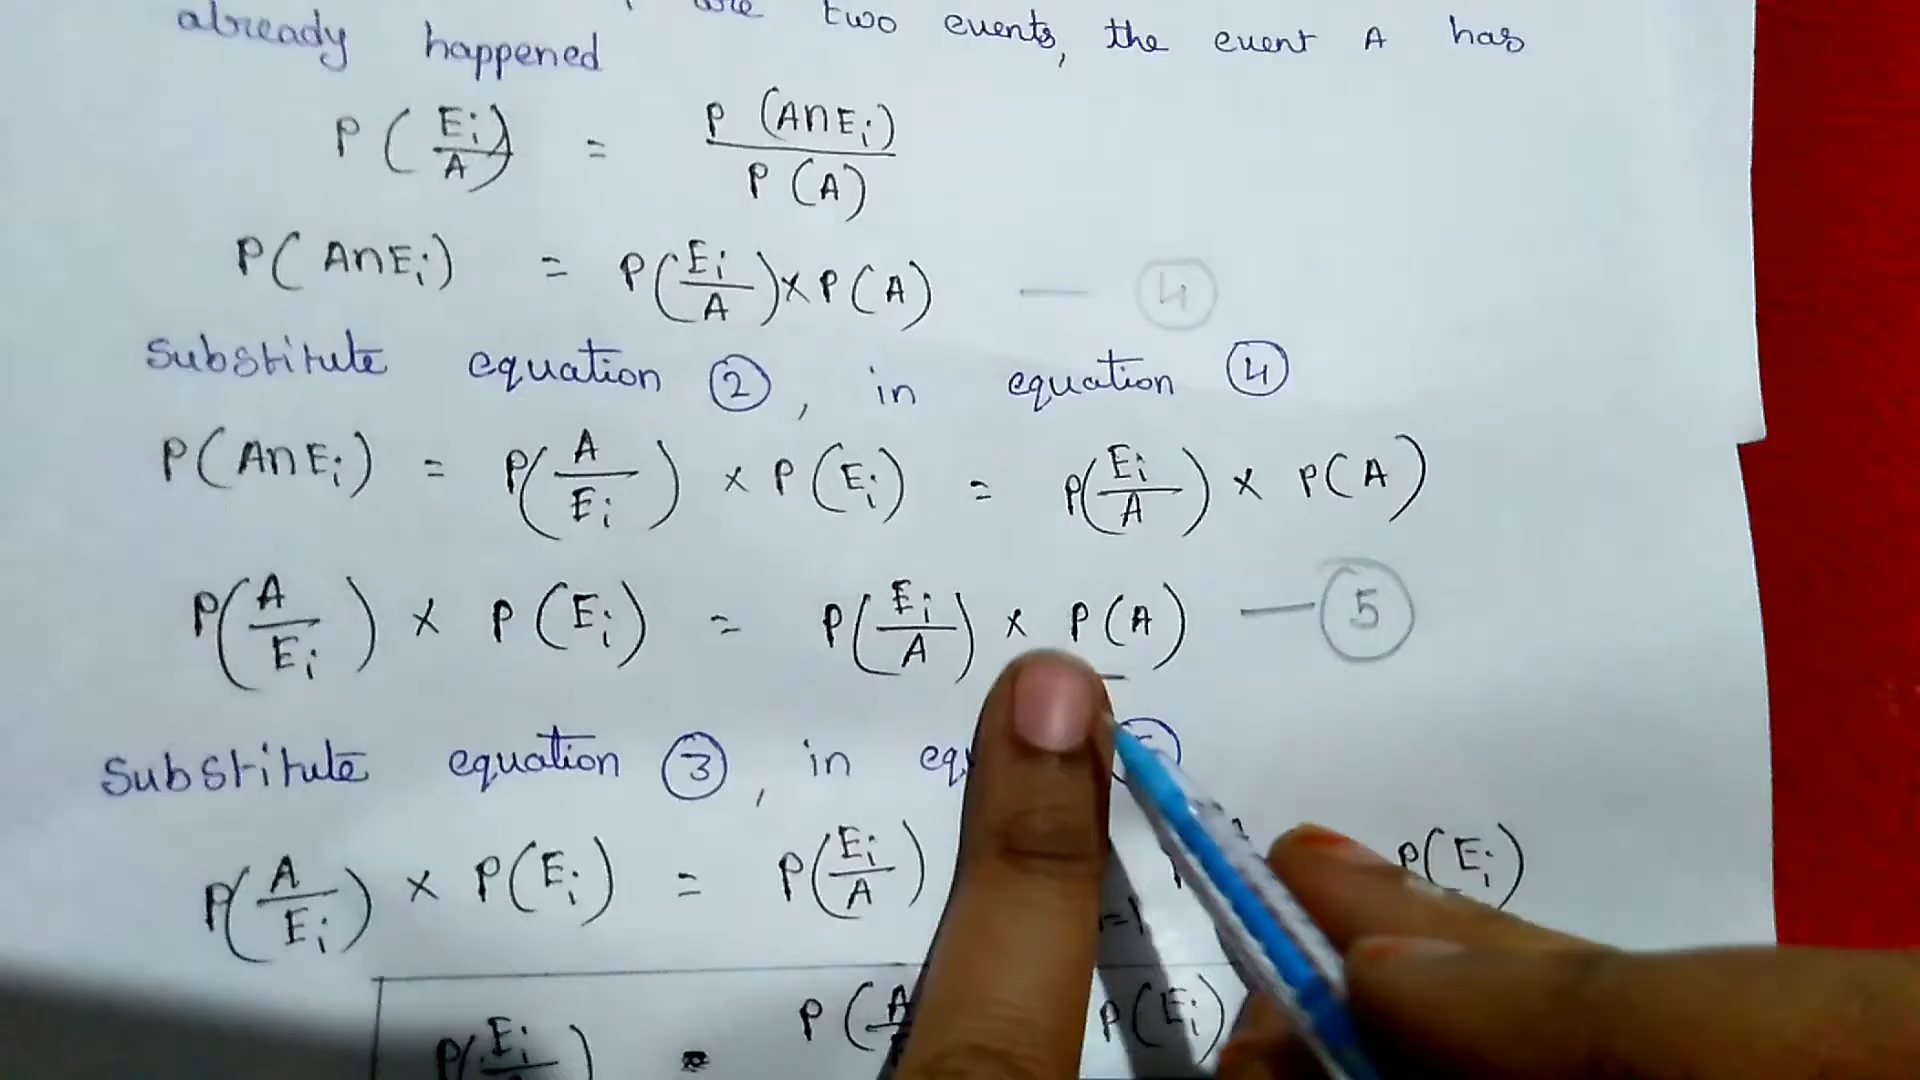 are two events, the event A has
already happened
P(Ei/A) = P(A∩Ei)/P(A)
P(A∩Ei) = P(Ei/A)×P(A) — 4
Substitute equation 2, in equation 4
P(A∩Ei) = P(A/Ei) × P(Ei) = P(Ei/A) × P(A)
P(A/Ei) × P(Ei) = P(Ei/A) × P(A) — 5
Substitute equation 3, in
P(A/Ei) × P(Ei) = P(Ei/A) P(Ei)
P(Ei P(A P(Ei)